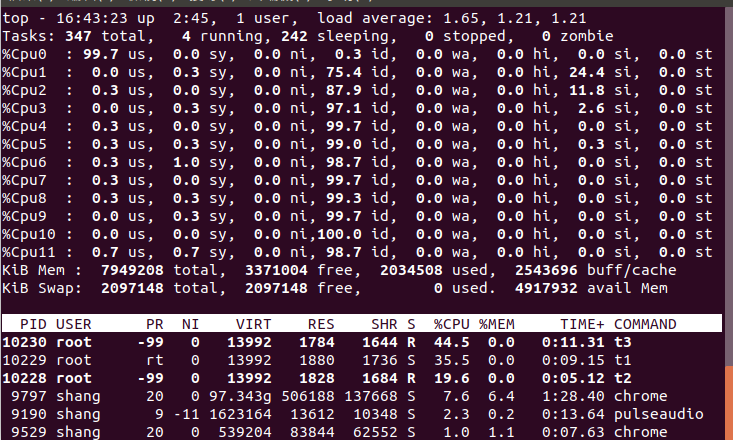 top - 16:43:23 up  2:45,  1 user,  load average: 1.65, 1.21, 1.21
Tasks: 347 total,   4 running, 242 sleeping,   0 stopped,   0 zombie
%Cpu0  : 99.7 us,  0.0 sy,  0.0 ni,  0.3 id,  0.0 wa,  0.0 hi,  0.0 si,  0.0 st
%Cpu1  :  0.0 us,  0.3 sy,  0.0 ni, 75.4 id,  0.0 wa,  0.0 hi, 24.4 si,  0.0 st
%Cpu2  :  0.3 us,  0.0 sy,  0.0 ni, 87.9 id,  0.0 wa,  0.0 hi, 11.8 si,  0.0 st
%Cpu3  :  0.0 us,  0.3 sy,  0.0 ni, 97.1 id,  0.0 wa,  0.0 hi,  2.6 si,  0.0 st
%Cpu4  :  0.3 us,  0.0 sy,  0.0 ni, 99.7 id,  0.0 wa,  0.0 hi,  0.0 si,  0.0 st
%Cpu5  :  0.3 us,  0.3 sy,  0.0 ni, 99.0 id,  0.0 wa,  0.0 hi,  0.3 si,  0.0 st
%Cpu6  :  0.3 us,  1.0 sy,  0.0 ni, 98.7 id,  0.0 wa,  0.0 hi,  0.0 si,  0.0 st
%Cpu7  :  0.3 us,  0.0 sy,  0.0 ni, 99.7 id,  0.0 wa,  0.0 hi,  0.0 si,  0.0 st
%Cpu8  :  0.3 us,  0.3 sy,  0.0 ni, 99.3 id,  0.0 wa,  0.0 hi,  0.0 si,  0.0 st
%Cpu9  :  0.0 us,  0.3 sy,  0.0 ni, 99.7 id,  0.0 wa,  0.0 hi,  0.0 si,  0.0 st
%Cpu10 :  0.0 us,  0.0 sy,  0.0 ni,100.0 id,  0.0 wa,  0.0 hi,  0.0 si,  0.0 st
%Cpu11 :  0.7 us,  0.7 sy,  0.0 ni, 98.7 id,  0.0 wa,  0.0 hi,  0.0 si,  0.0 st
KiB Mem :  7949208 total,  3371004 free,  2034508 used,  2543696 buff/cache
KiB Swap:  2097148 total,  2097148 free,        0 used.  4917932 avail Mem
PID USER      PR  NI    VIRT    RES    SHR S  %CPU %MEM     TIME+ COMMAND
10230 root     -99   0   13992   1784   1644 R  44.5  0.0   0:11.31 t3
10229 root      rt   0   13992   1880   1736 S  35.5  0.0   0:09.15 t1
10228 root     -99   0   13992   1828   1684 R  19.6  0.0   0:05.12 t2
9797 shang     20   0 97.343g 506188 137668 S   7.6  6.4   1:28.40 chrome
9190 shang      9 -11 1623164  13612  10348 S   2.3  0.2   0:13.64 pulseaudio
9529 shang     20   0  539204  83844  62552 S   1.0  1.1   0:07.63 chrome